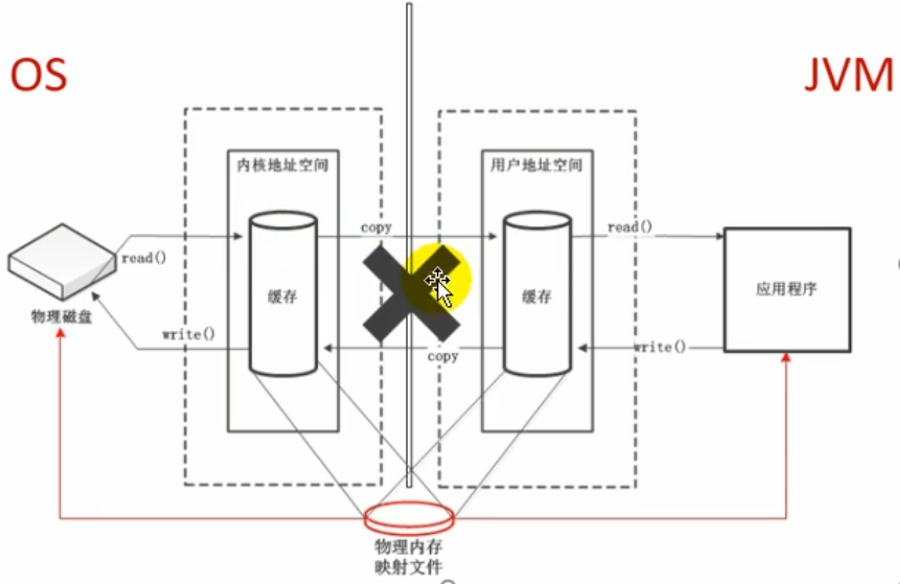 OS
JVM
内核地址空间
用户地址空间
copy
read()
read()
缓存
缓存
应用程序
物理磁盘
write()
copy
write()
物理内存
映射文件